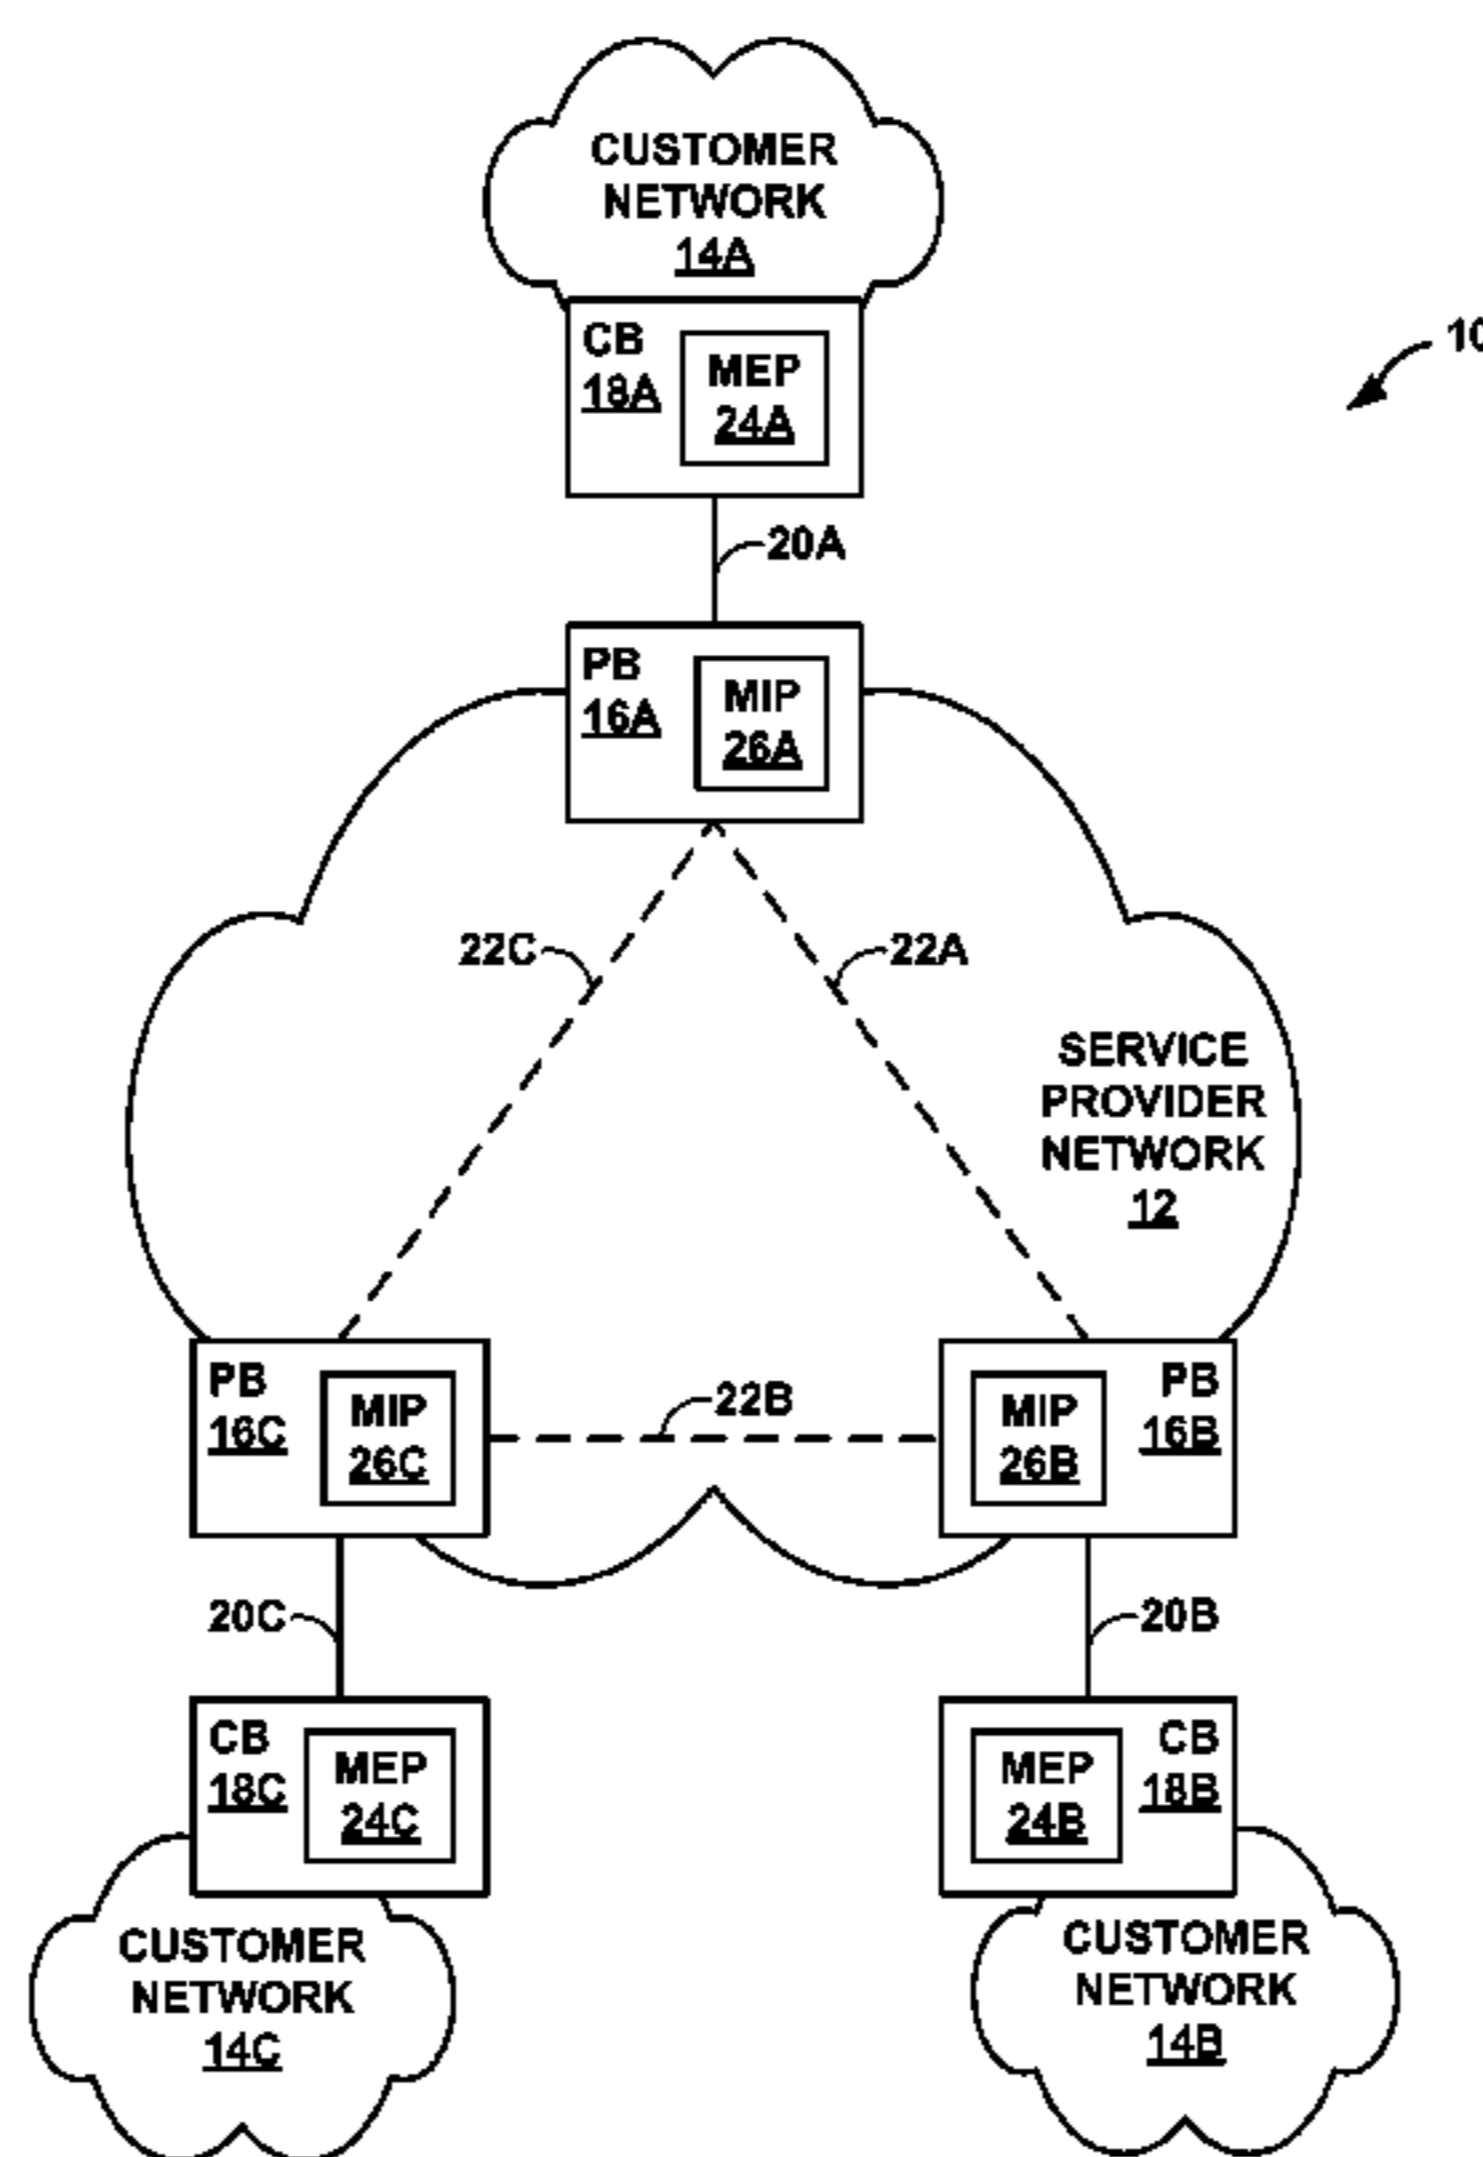 CUSTOMER
NETWORK
14A
CB
18A
MEP
24A
10
20A
PB
16A
MIP
26A
22C
22A
SERVICE
PROVIDER
NETWORK
12
PB
16C
MIP
26C
22B
MIP
26B
PB
16B
20C
20B
CB
18C
MEP
24C
MEP
24B
CB
18B
CUSTOMER
NETWORK
14C
CUSTOMER
NETWORK
14B